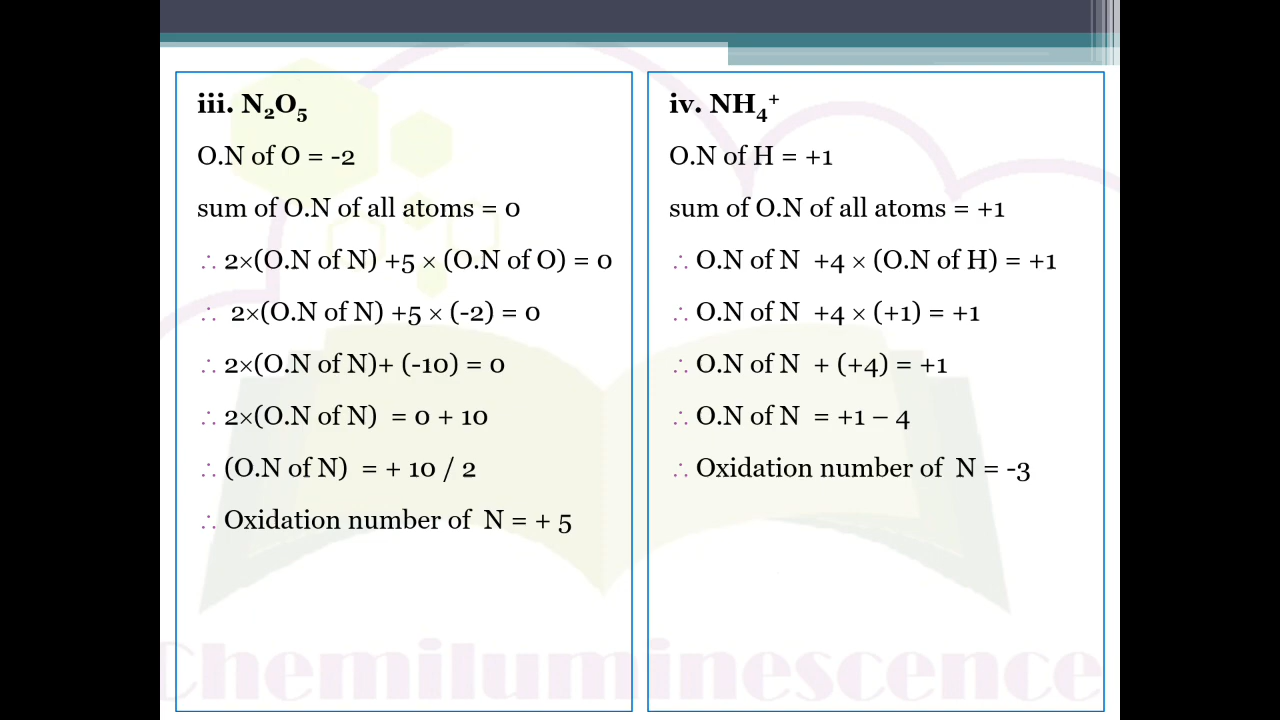 iii. N₂O₅
O.N of O = -2
sum of O.N of all atoms = 0
∴ 2×(O.N of N) +5 × (O.N of O) = 0
∴ 2×(O.N of N) +5 × (-2) = 0
∴ 2×(O.N of N)+ (-10) = 0
∴ 2×(O.N of N) = 0 + 10
∴ (O.N of N) = + 10 / 2
∴ Oxidation number of N = + 5
iv. NH₄⁺
O.N of H = +1
sum of O.N of all atoms = +1
∴ O.N of N +4 × (O.N of H) = +1
∴ O.N of N +4 × (+1) = +1
∴ O.N of N + (+4) = +1
∴ O.N of N = +1 – 4
∴ Oxidation number of N = -3
Chemiluminescence